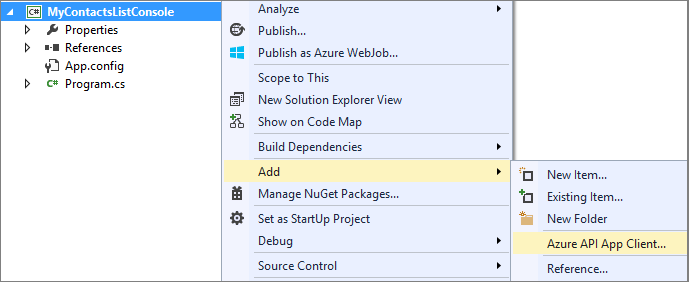 C# MyContactsListConsole
Properties
References
App.config
C# Program.cs
Analyze
Publish...
Publish as Azure WebJob...
Scope to This
New Solution Explorer View
Show on Code Map
Build Dependencies
Add
Manage NuGet Packages...
Set as StartUp Project
Debug
Source Control
New Item...
Existing Item...
New Folder
Azure API App Client...
Reference...